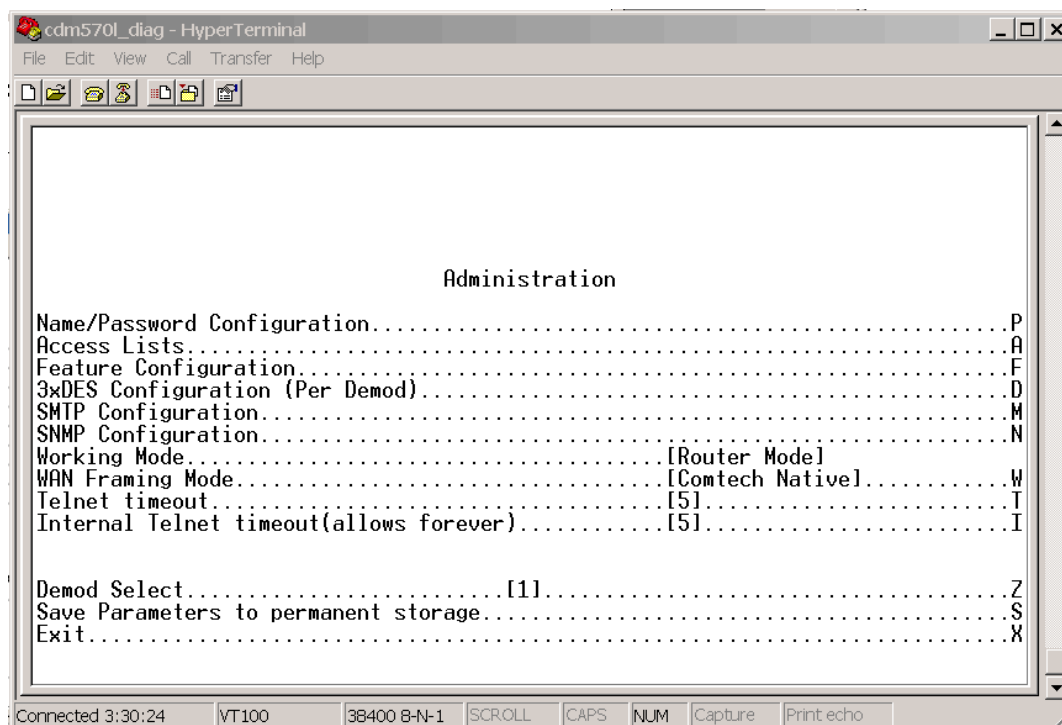 cdm570l_diag - HyperTerminal
File Edit View Call Transfer Help
Administration
Name/Password Configuration....................................................P
Access Lists...................................................................A
Feature Configuration..........................................................F
3xDES Configuration (Per Demod)................................................D
SMTP Configuration.............................................................M
SNMP Configuration.............................................................N
Working Mode.......................................[Router Mode]
WAN Framing Mode...................................[Comtech Native]............W
Telnet timeout.....................................[5].........................T
Internal Telnet timeout(allows forever)............[5].........................I
Demod Select..........................[1]......................................Z
Save Parameters to permanent storage...........................................S
Exit...........................................................................X
Connected 3:30:24 VT100 38400 8-N-1 SCROLL CAPS NUM Capture Print echo